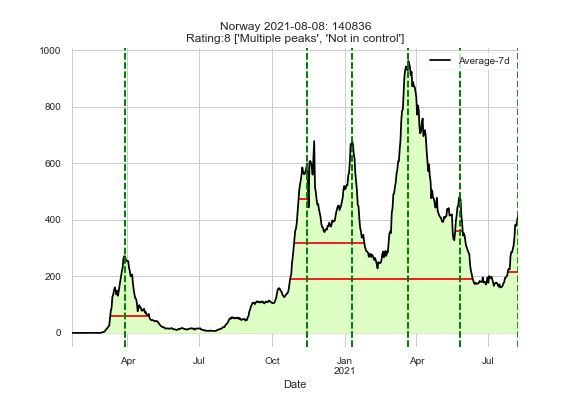 Norway 2021-08-08: 140836
Rating:8 ['Multiple peaks', 'Not in control']
1000
Average-7d
800
600
400
200
0
Apr Jul Oct Jan Apr Jul
2021
Date